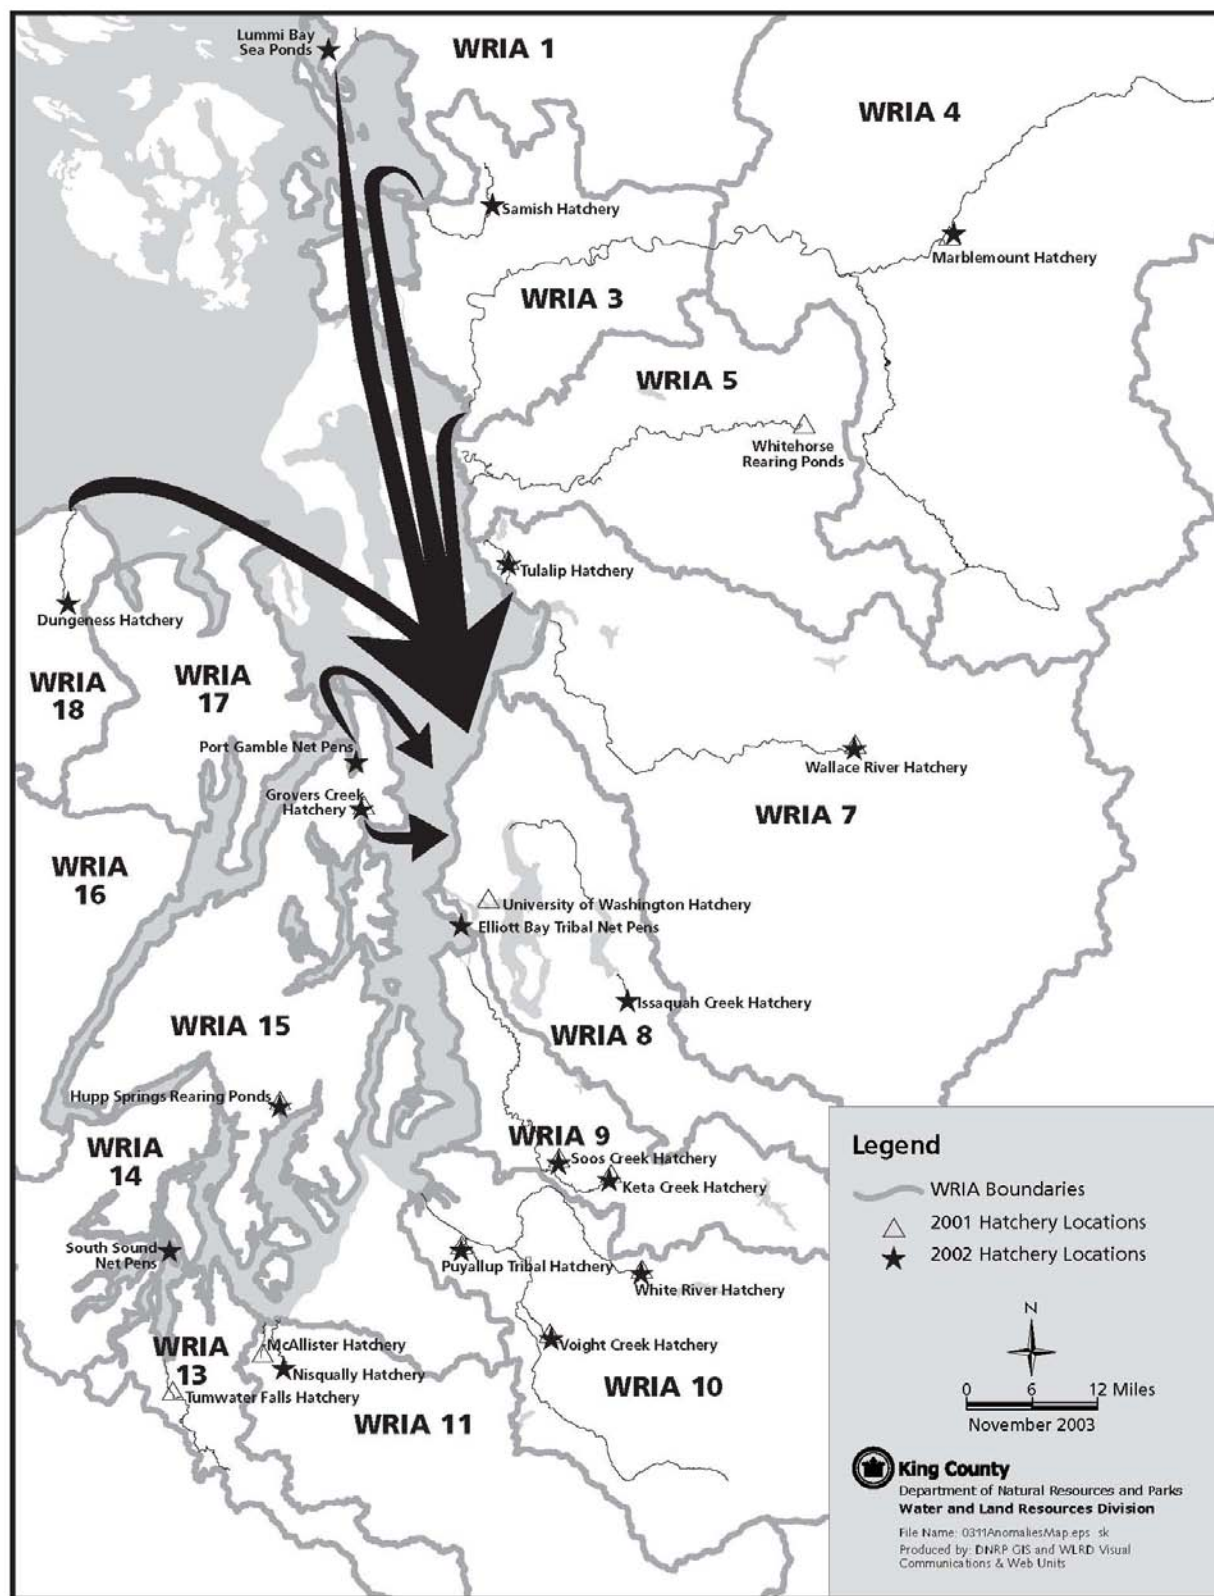 Lummi Bay
Sea Ponds
WRIA 1
WRIA 4
Samish Hatchery
Marblemount Hatchery
WRIA 3
WRIA 5
Whitehorse
Rearing Ponds
Tulalip Hatchery
Dungeness Hatchery
WRIA
18
WRIA
17
Port Gamble Net Pens
Wallace River Hatchery
Grovers Creek
Hatchery
WRIA 7
WRIA
16
University of Washington Hatchery
Elliott Bay Tribal Net Pens
Issaquah Creek Hatchery
WRIA 15
WRIA 8
Hupp Springs Rearing Ponds
WRIA
14
WRIA 9
Soos Creek Hatchery
Keta Creek Hatchery
South Sound
Net Pens
Puyallup Tribal Hatchery
White River Hatchery
WRIA
13
McAllister Hatchery
Nisqually Hatchery
Voight Creek Hatchery
Tumwater Falls Hatchery
WRIA 10
WRIA 11
Legend
WRIA Boundaries
2001 Hatchery Locations
2002 Hatchery Locations
N
0 6 12 Miles
November 2003
King County
Department of Natural Resources and Parks
Water and Land Resources Division
File Name: 0311AnomaliesMap.eps sk
Produced by: DNRP GIS and WLRD Visual
Communications & Web Units